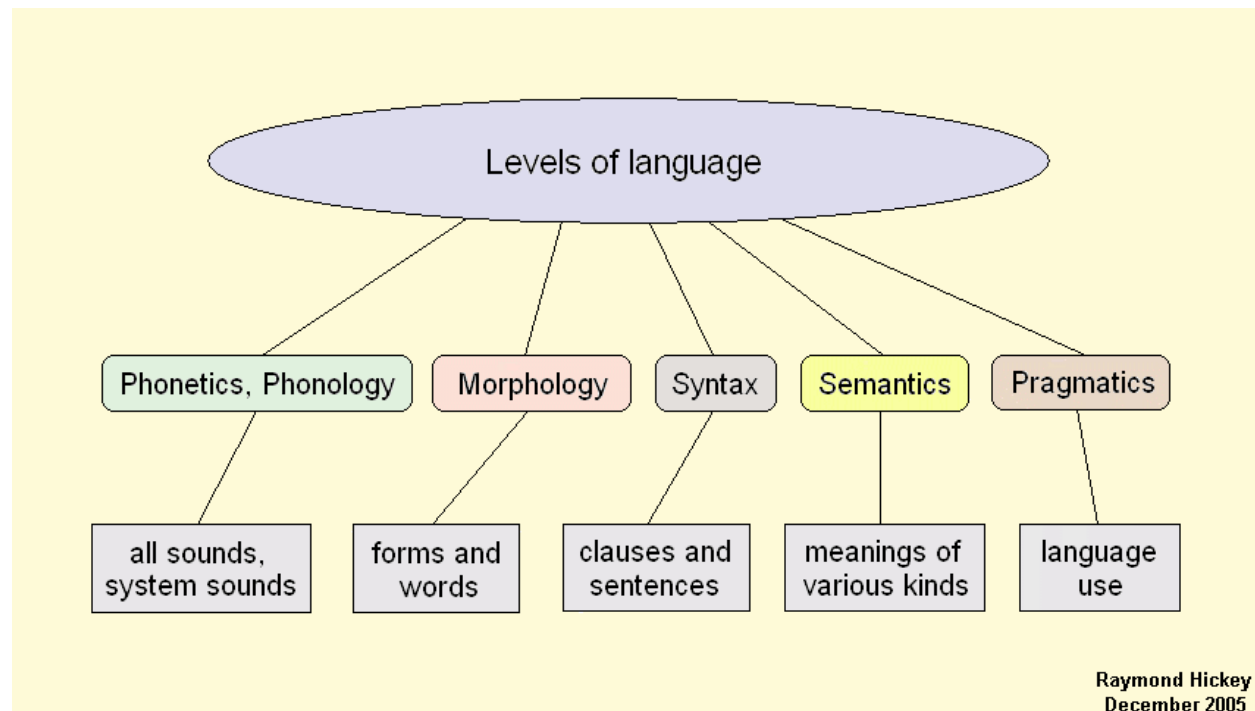 Levels of language
Phonetics, Phonology
Morphology
Syntax
Semantics
Pragmatics
all sounds,
system sounds
forms and
words
clauses and
sentences
meanings of
various kinds
language
use
Raymond Hickey
December 2005